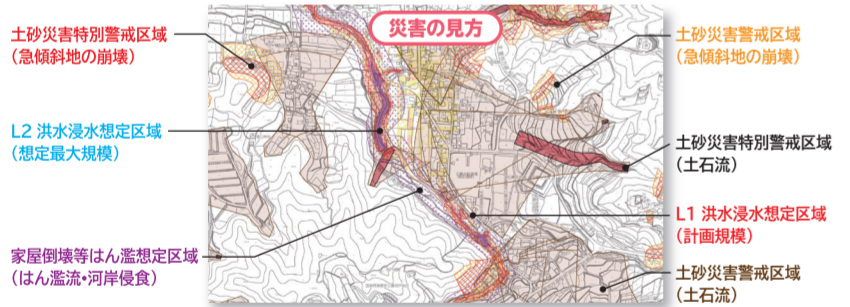 災害の見方
土砂災害特別警戒区域
（急傾斜地の崩壊）
L2 洪水浸水想定区域
（想定最大規模）
家屋倒壊等はん濫想定区域
（はん濫流・河岸侵食）
土砂災害警戒区域
（急傾斜地の崩壊）
土砂災害特別警戒区域
（土石流）
L1 洪水浸水想定区域
（計画規模）
土砂災害警戒区域
（土石流）